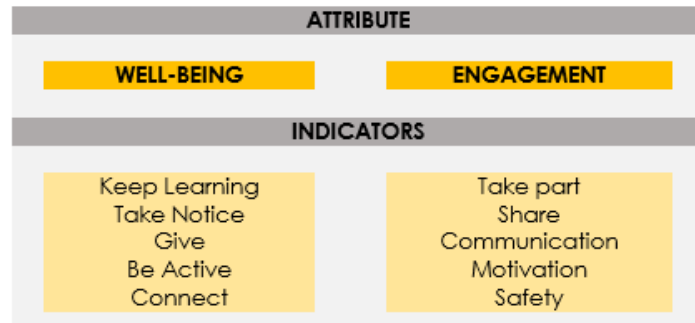 ATTRIBUTE
WELL-BEING
ENGAGEMENT
INDICATORS
Keep Learning
Take Notice
Give
Be Active
Connect
Take part
Share
Communication
Motivation
Safety